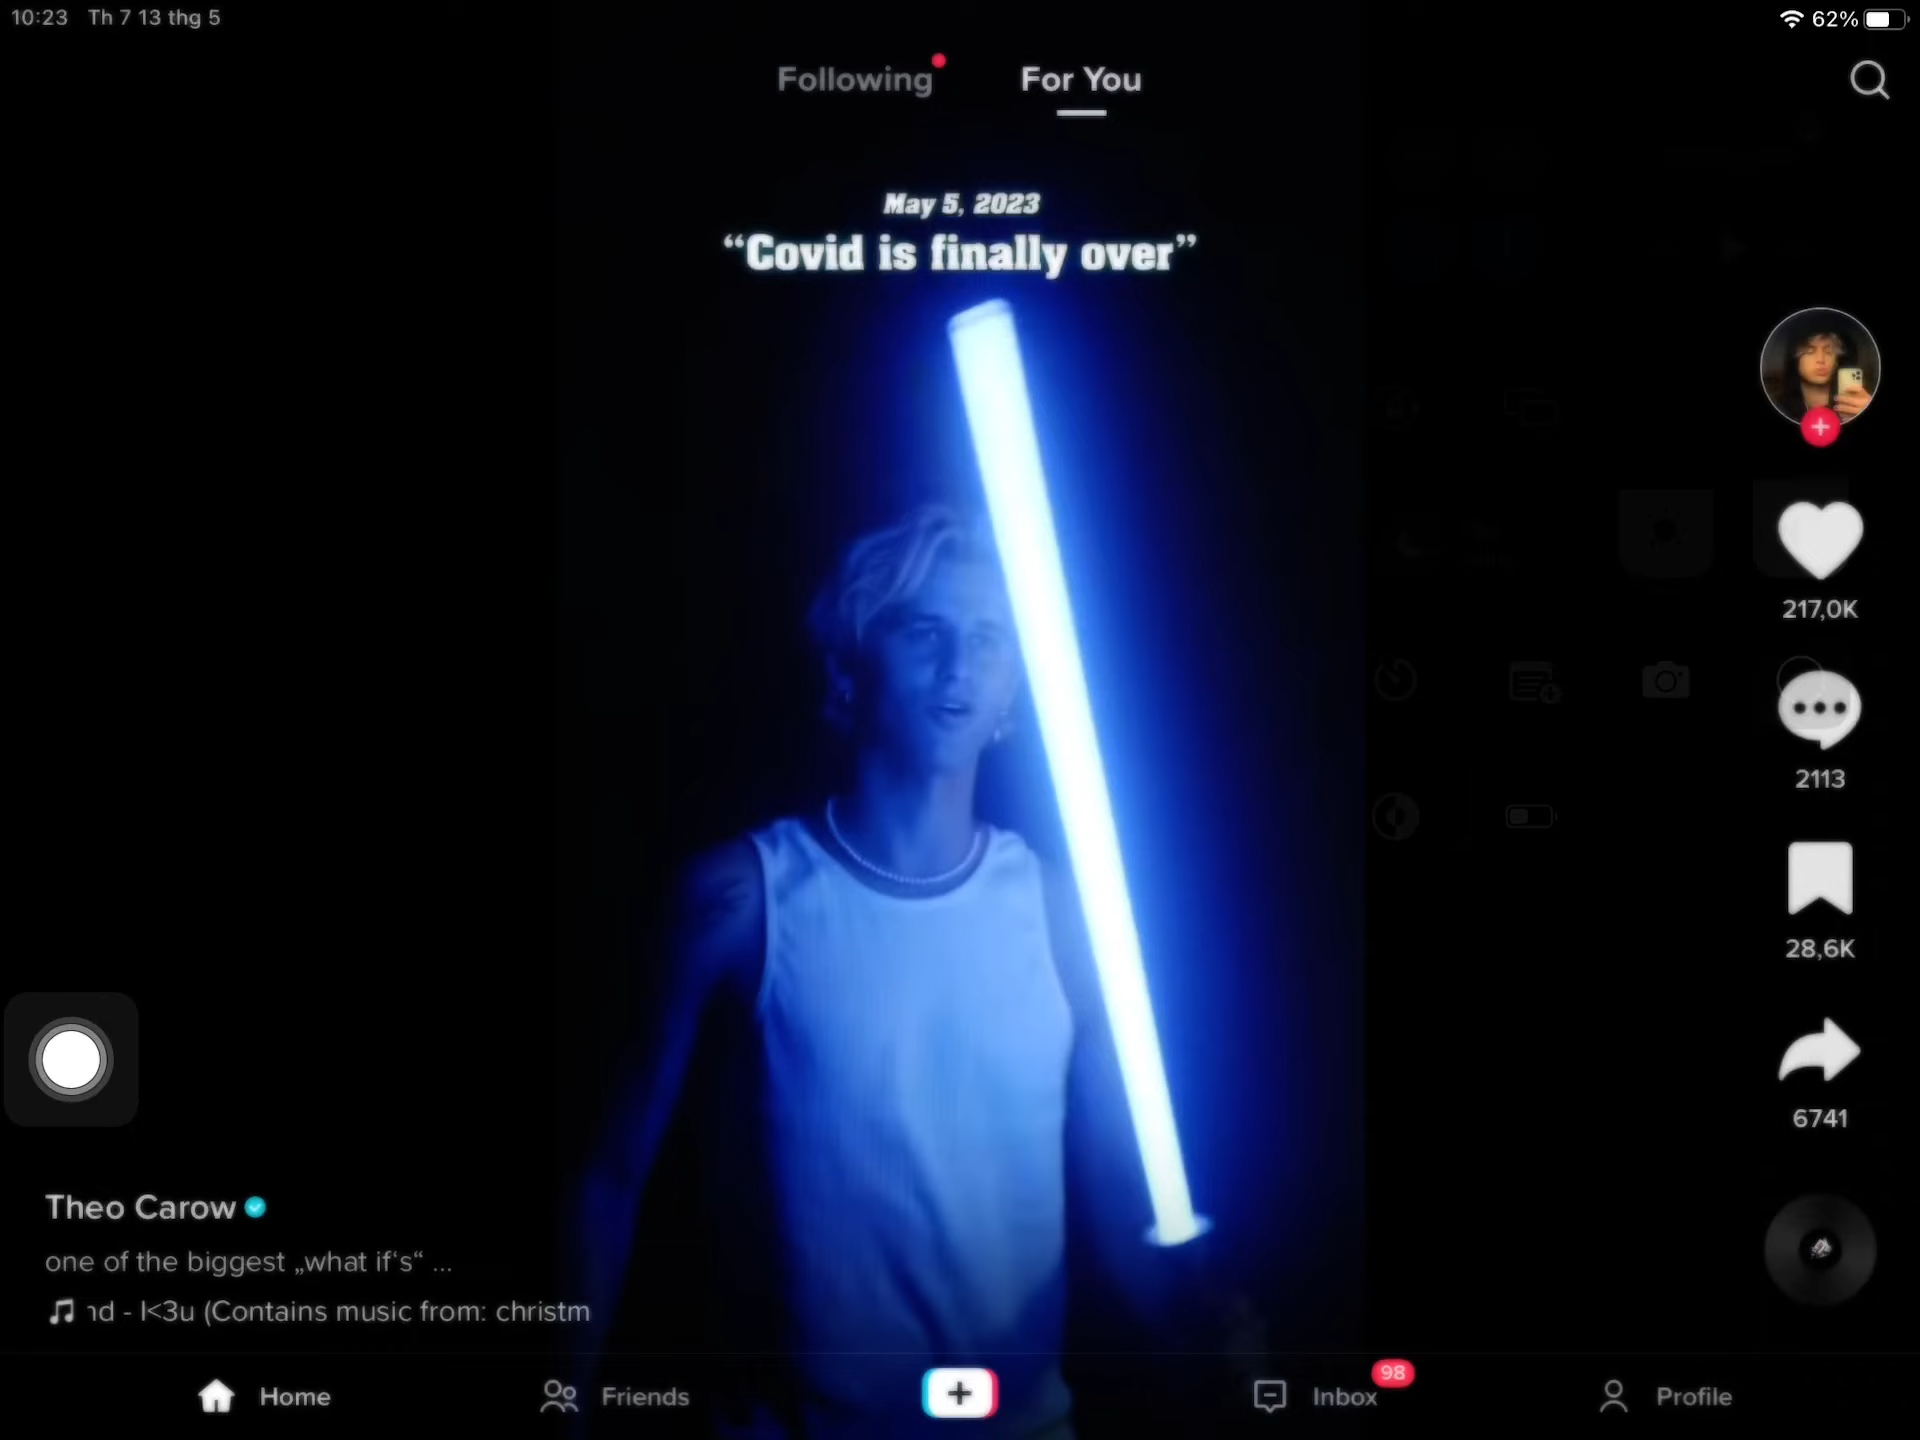 10:23 Th 7 13 thg 5
62%
Following For You
May 5, 2023
“Covid is finally over”
217,0K
2113
28,6K
6741
Theo Carow
one of the biggest „what if‘s“ ...
nd - I<3u (Contains music from: christm
Home Friends Inbox 98 Profile